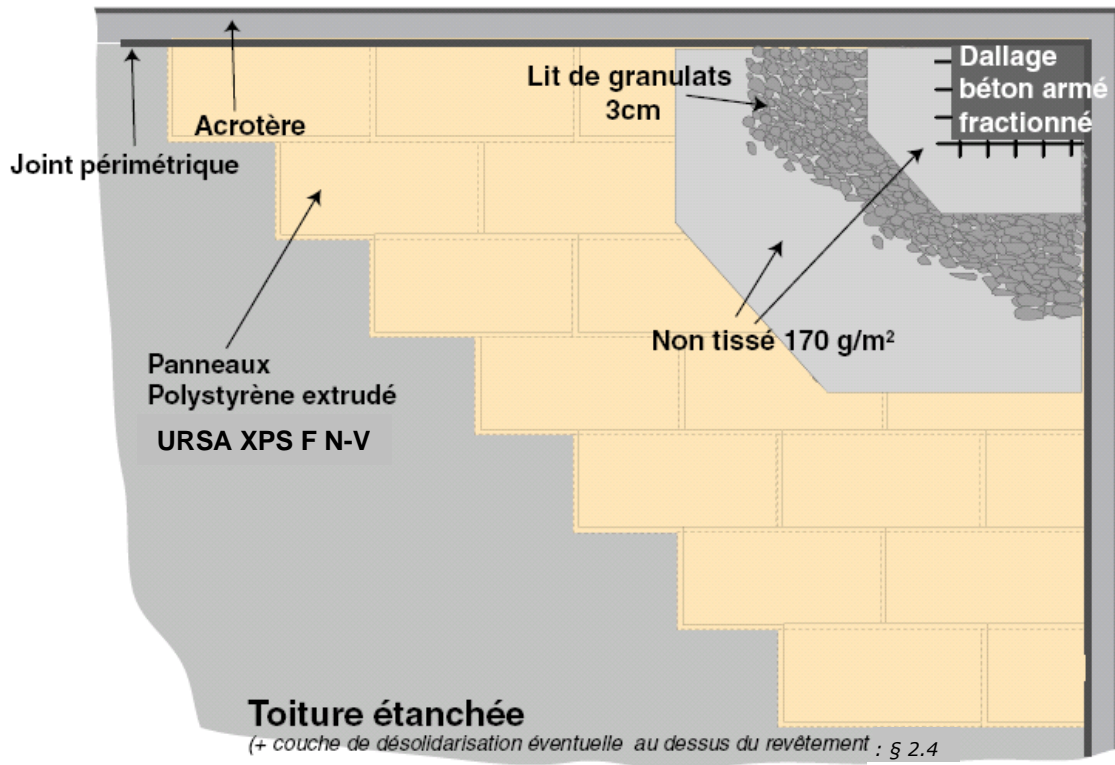 Dallage
béton armé
fractionné
Lit de granulats
3cm
Acrotère
Joint périmétrique
Non tissé 170 g/m²
Panneaux
Polystyrène extrudé
URSA XPS F N-V
Toiture étanchée
(+ couche de désolidarisation éventuelle au dessus du revêtement : § 2.4